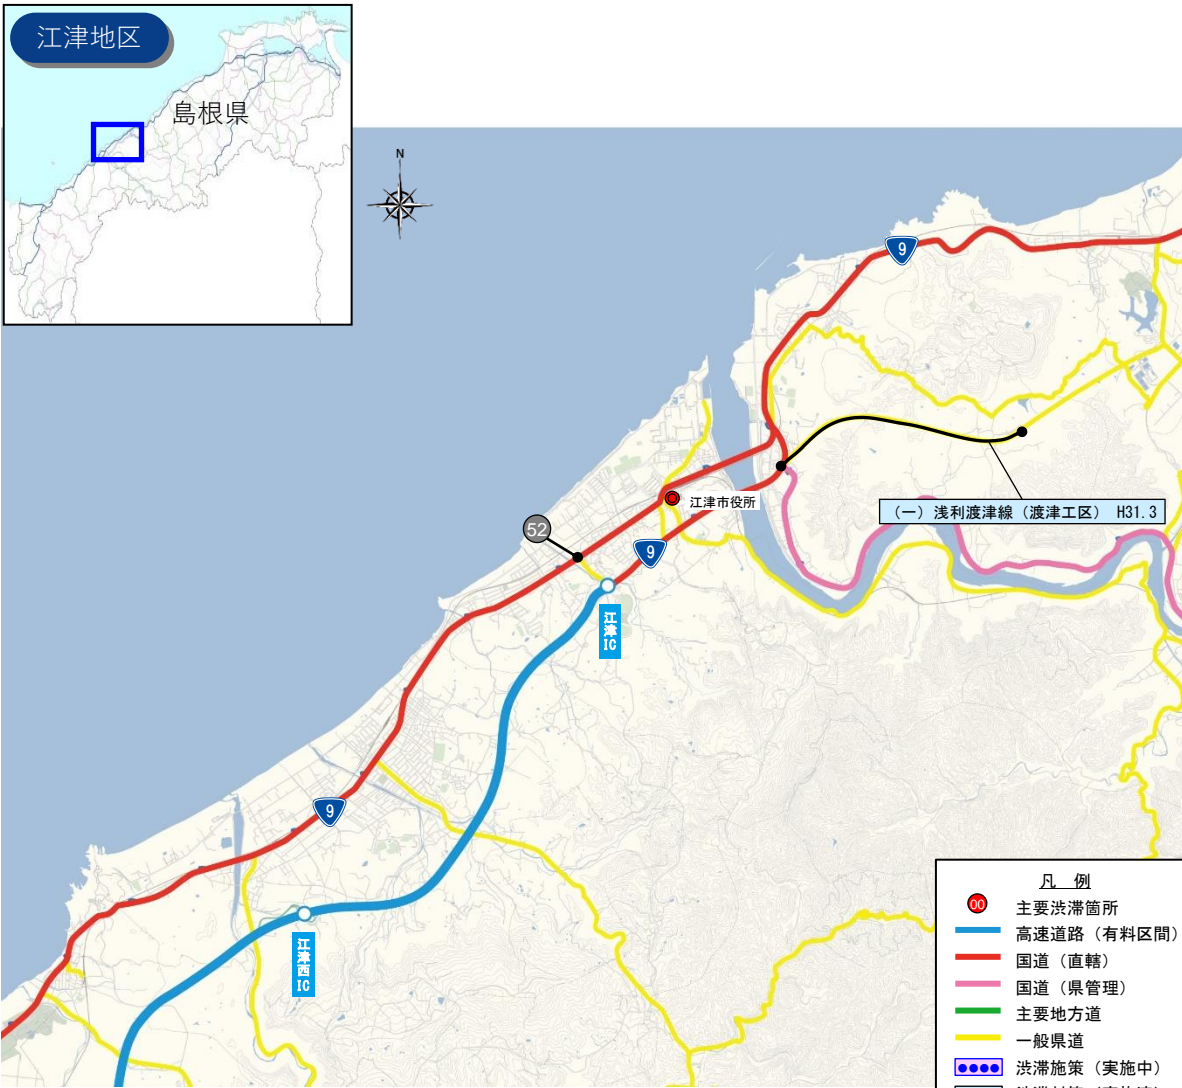 江津地区
島根県
N
9
江津市役所
（一）浅利渡津線（渡津工区） H31.3
52
9
江津IC
9
江津西IC
凡 例
00 主要渋滞箇所
高速道路（有料区間）
国道（直轄）
国道（県管理）
主要地方道
一般県道
渋滞施策（実施中）